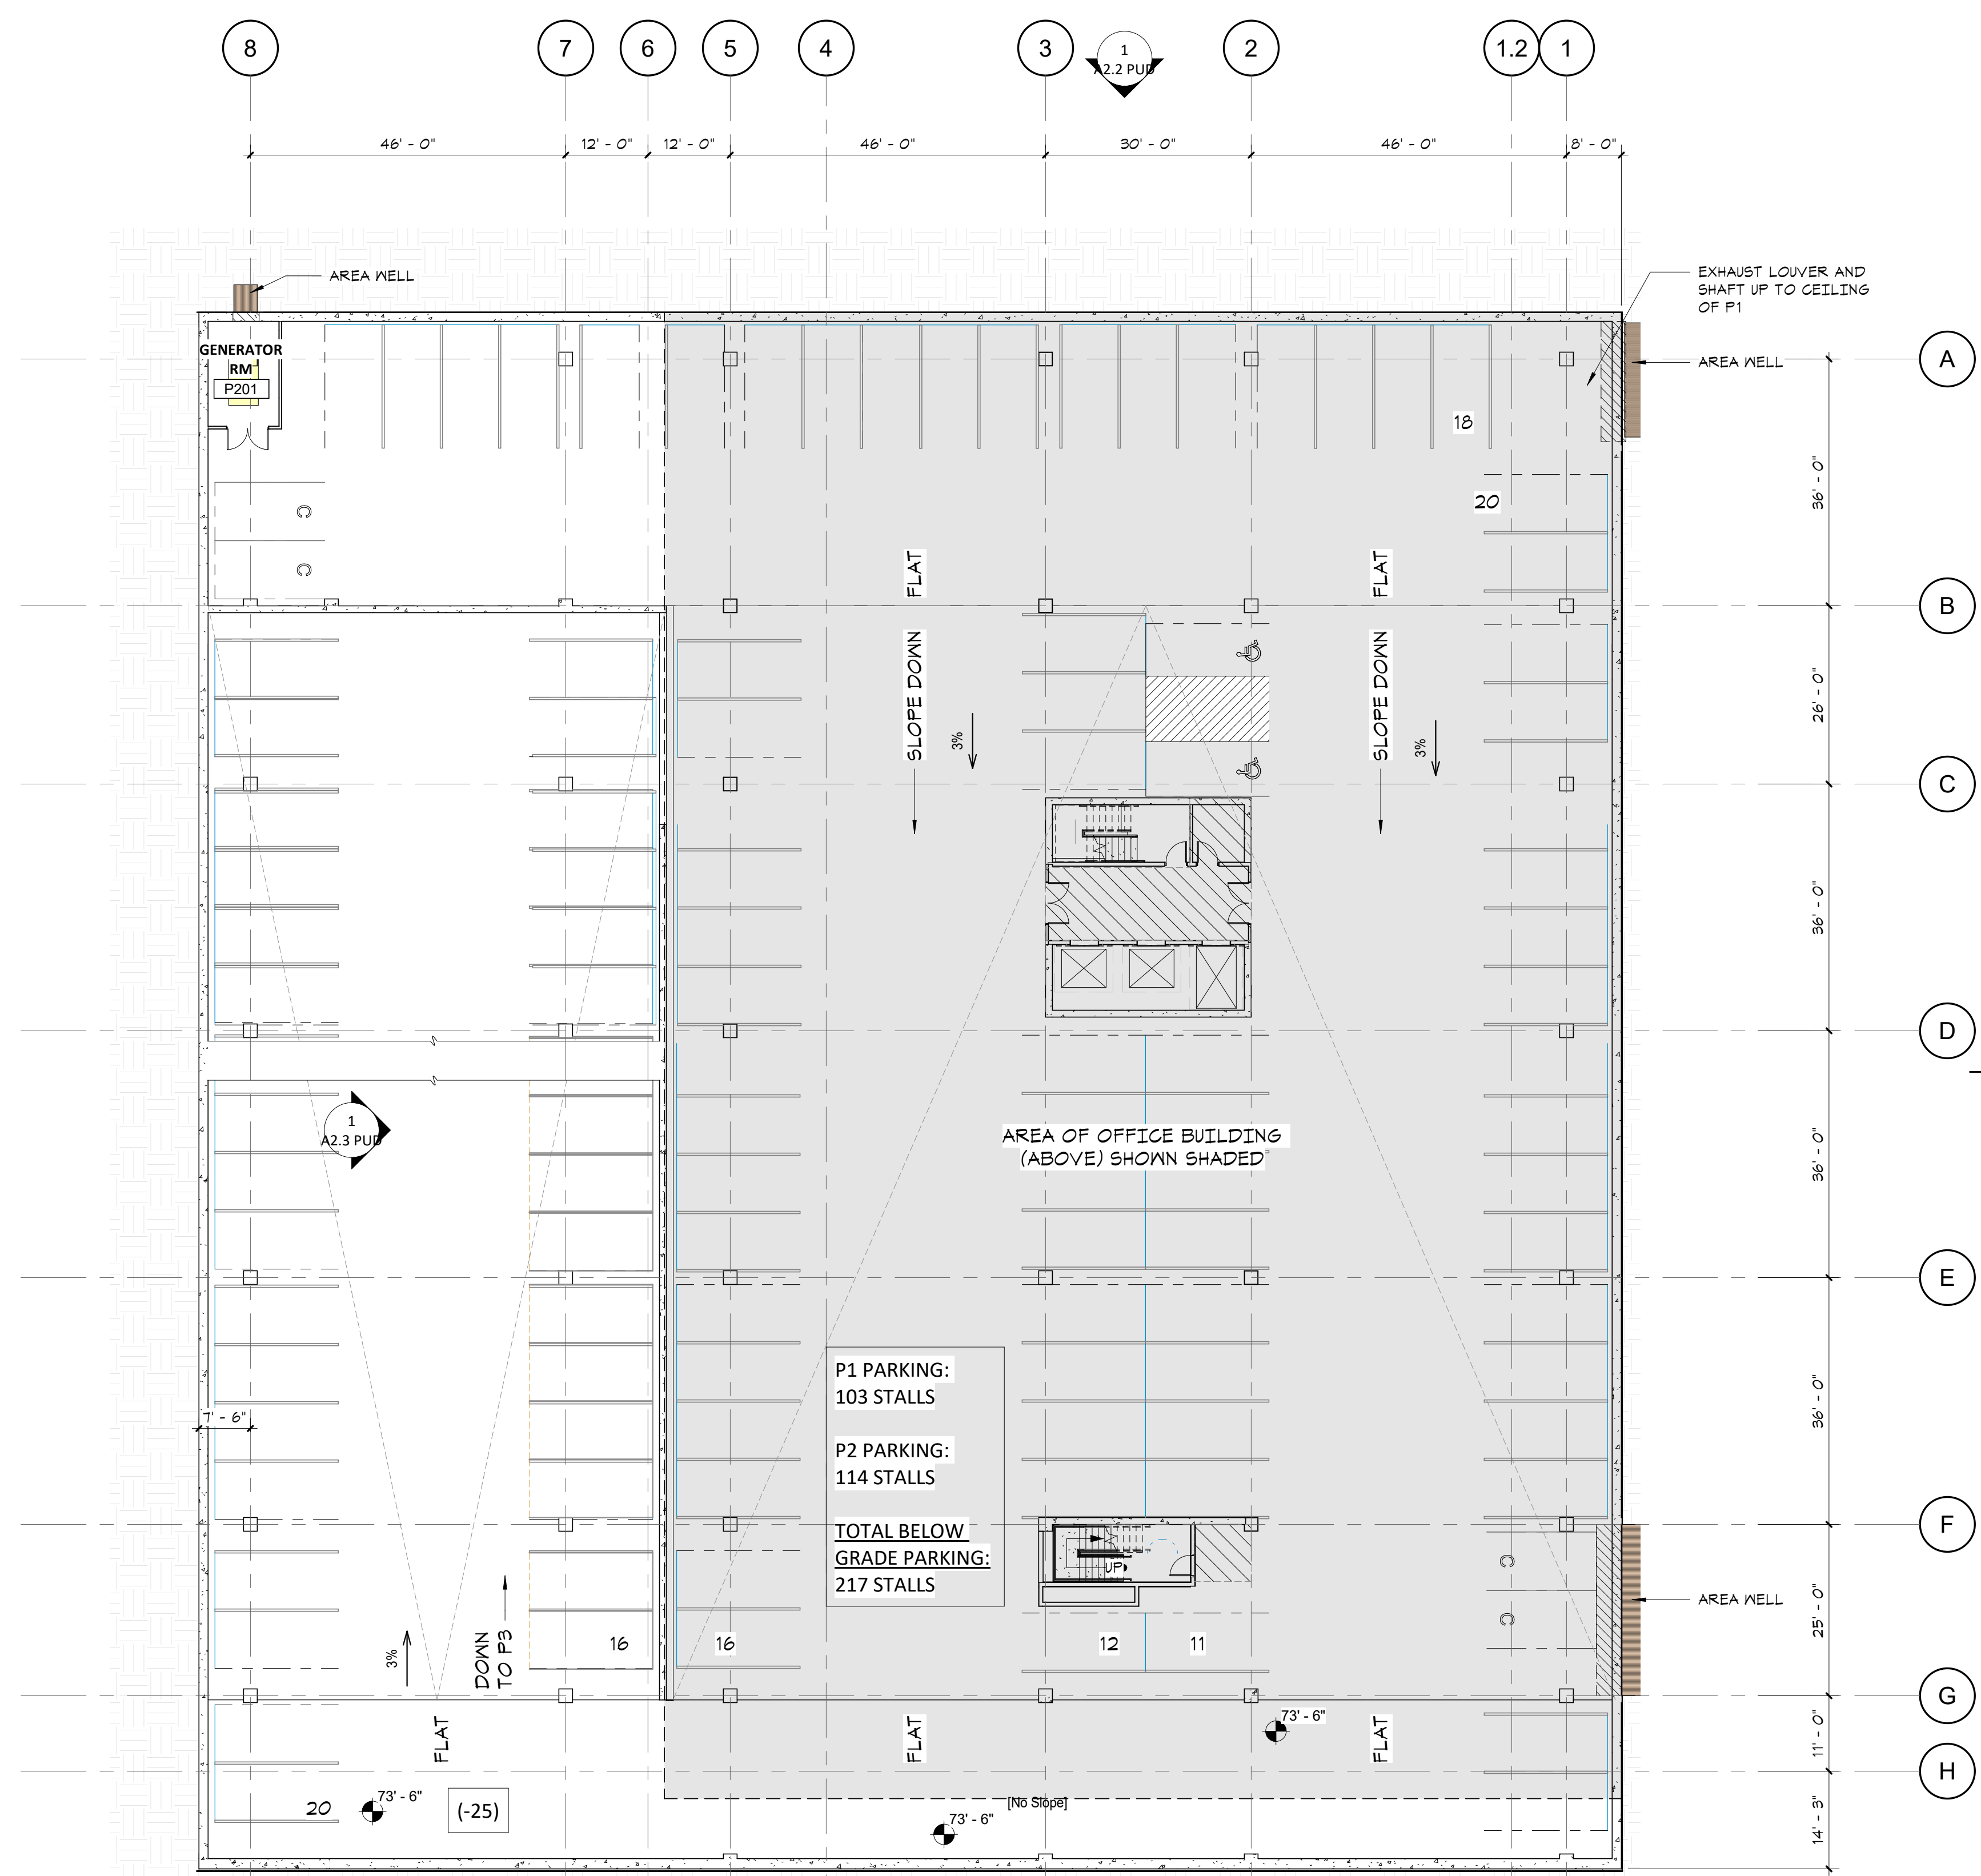 8
7
6
5
4
3
2
1.2
1
1
A2.2 PUD
46' - 0"
12' - 0"
12' - 0"
46' - 0"
30' - 0"
46' - 0"
8' - 0"
AREA WELL
EXHAUST LOUVER AND
SHAFT UP TO CEILING
OF P1
GENERATOR
RM
P201
AREA WELL
A
18
20
36' - 0"
C
C
FLAT
FLAT
B
SLOPE DOWN
SLOPE DOWN
3%
3%
26' - 0"
C
36' - 0"
D
1
A2.3 PUD
AREA OF OFFICE BUILDING
(ABOVE) SHOWN SHADED
36' - 0"
E
P1 PARKING:
103 STALLS
P2 PARKING:
114 STALLS
TOTAL BELOW
GRADE PARKING:
217 STALLS
7' - 6"
36' - 0"
F
UP
C
C
AREA WELL
25' - 0"
3%
DOWN
TO P3
16
16
12
11
G
FLAT
FLAT
FLAT
73' - 6"
11' - 0"
H
20
73' - 6"
(-25)
[No Slope]
73' - 6"
14' - 3"